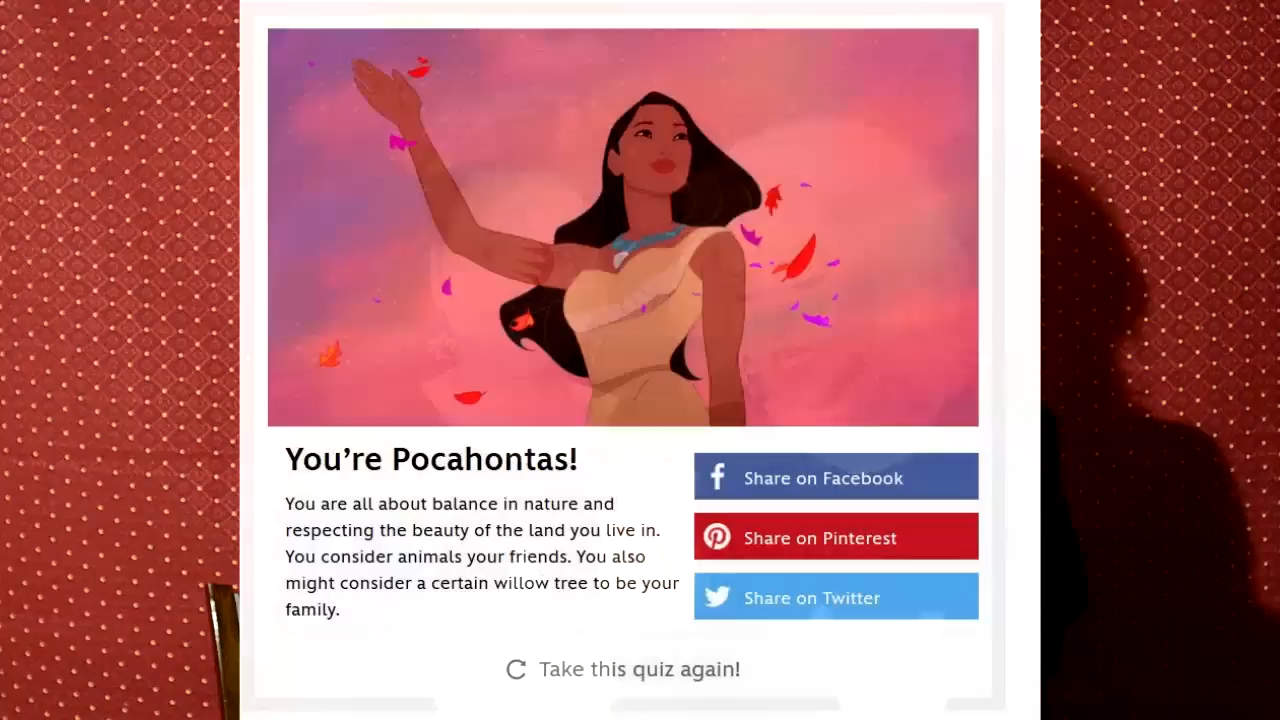 You're Pocahontas!
You are all about balance in nature and
respecting the beauty of the land you live in.
You consider animals your friends. You also
might consider a certain willow tree to be your
family.
Share on Facebook
Share on Pinterest
Share on Twitter
Take this quiz again!